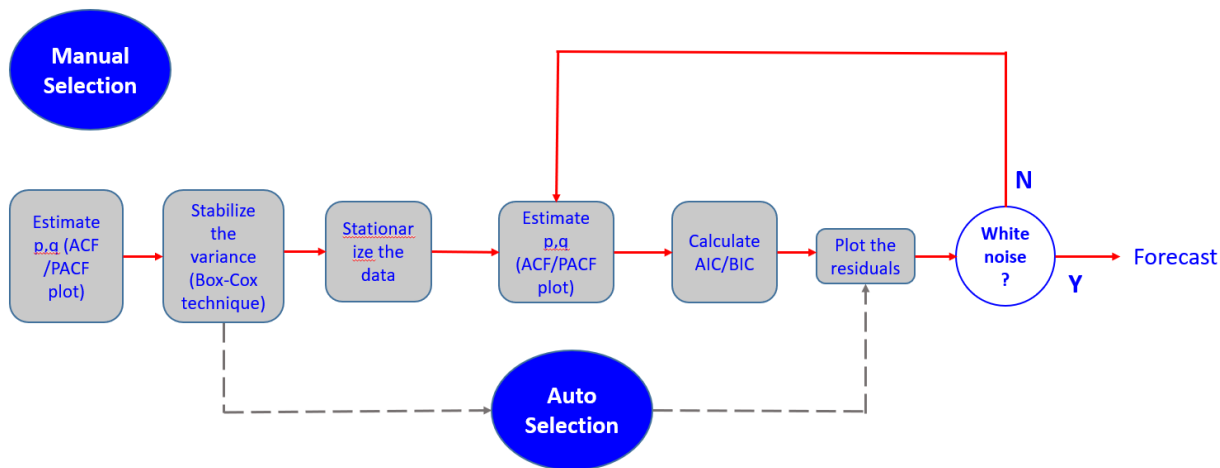 Manual
Selection
Estimate
p,q (ACF
/PACF
plot)
Stabilize
the
variance
(Box-Cox
technique)
Stationar
ize the
data
Estimate
p,q
(ACF/PACF
plot)
Calculate
AIC/BIC
Plot the
residuals
White
noise
?
N
Y
Forecast
Auto
Selection